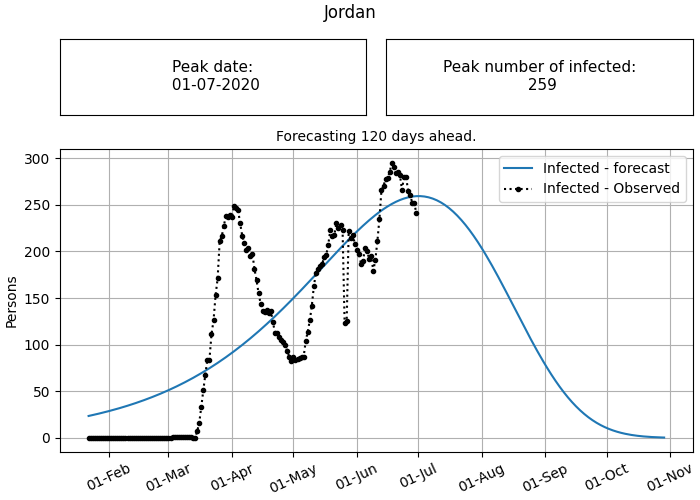 Jordan
Peak date:
01-07-2020
Peak number of infected:
259
Forecasting 120 days ahead.
Infected - forecast
Infected - Observed
Persons
300
250
200
150
100
50
0
01-Feb
01-Mar
01-Apr
01-May
01-Jun
01-Jul
01-Aug
01-Sep
01-Oct
01-Nov